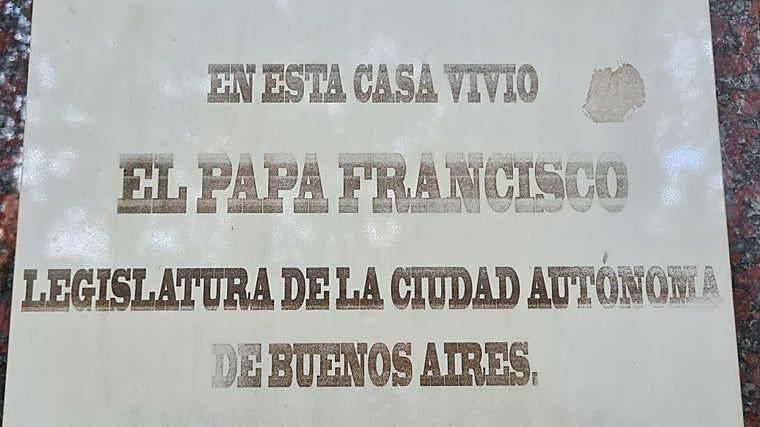 EN ESTA CASA VIVIO
EL PAPA FRANCISCO
LEGISLATURA DE LA CIUDAD AUTÓNOMA
DE BUENOS AIRES.